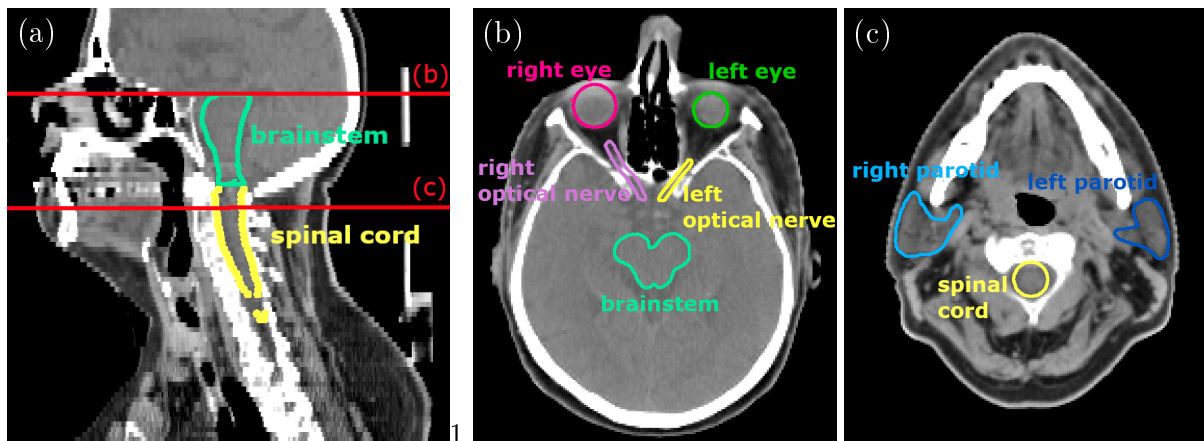 (a)
(b)
brainstem
(c)
spinal cord
1
(b)
right eye
left eye
right
optical nerve
left
optical nerve
brainstem
(c)
right parotid
left parotid
spinal
cord